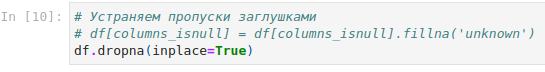 In [10]: # Устраняем пропуски заглушками
# df[columns_isnull] = df[columns_isnull].fillna('unknown')
df.dropna(inplace=True)